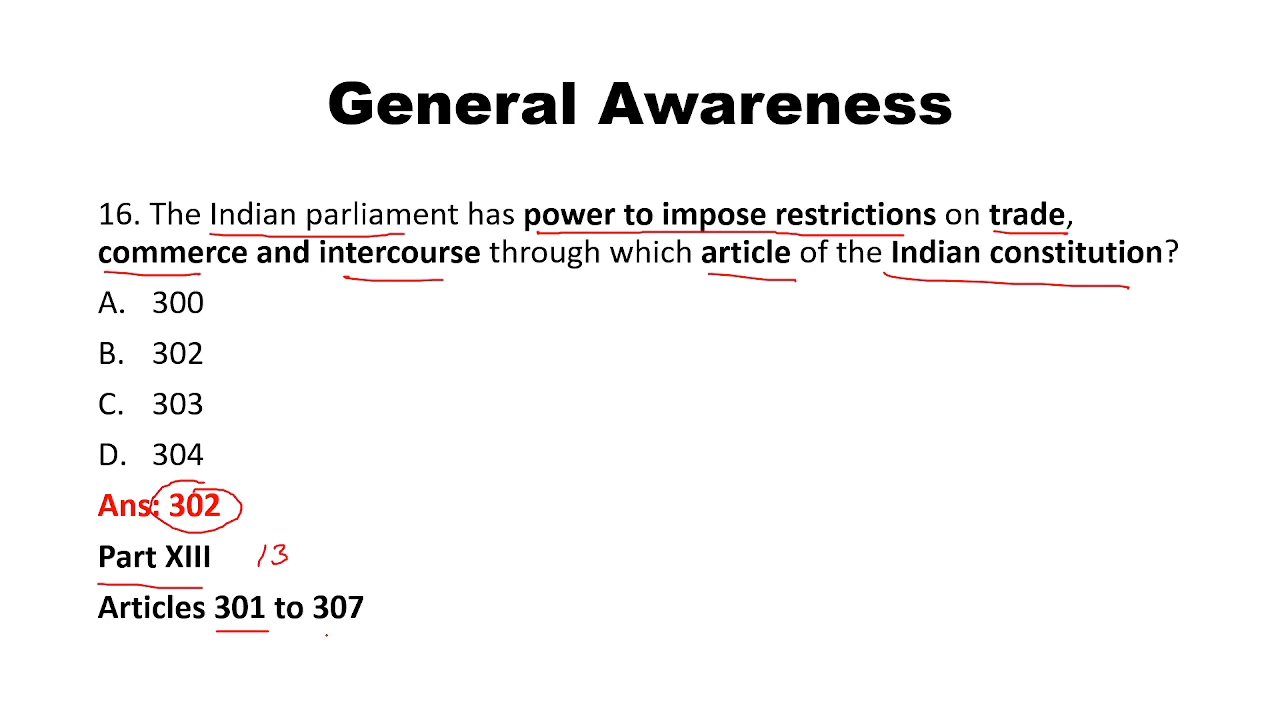 General Awareness
16. The Indian parliament has power to impose restrictions on trade,
commerce and intercourse through which article of the Indian constitution?
A. 300
B. 302
C. 303
D. 304
Ans: 302
Part XIII 13
Articles 301 to 307